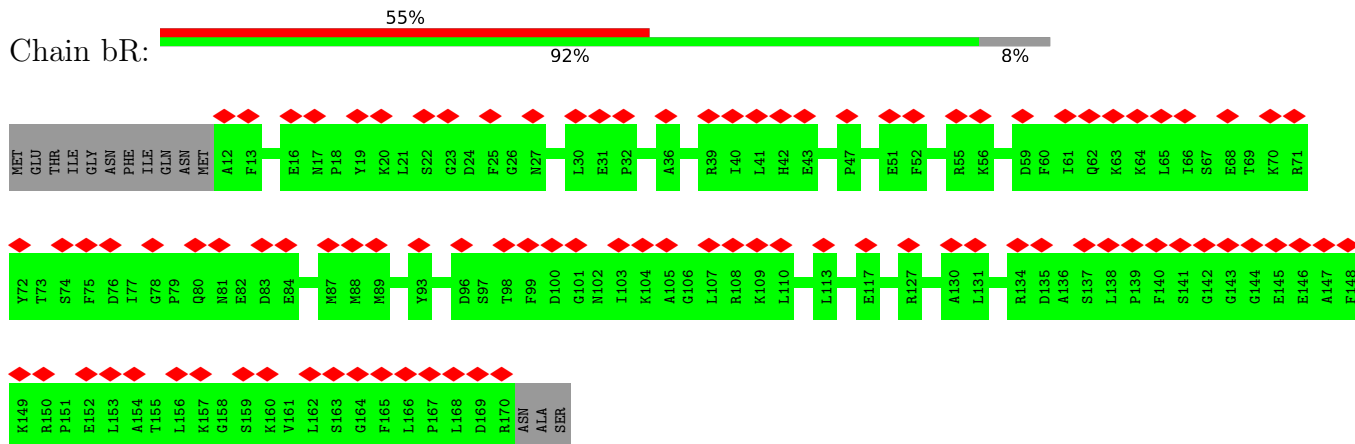 55%
Chain bR:
92% 8%
MET GLU THR ILE GLY ASN PHE ILE GLN ASN MET A12 F13 E16 N17 P18 Y19 K20 L21 S22 G23 D24 F25 G26 N27 L30 E31 P32 A36 R39 I40 L41 H42 E43 P47 E51 F52 R55 K56 D59 F60 I61 Q62 K63 K64 L65 I66 S67 E68 T69 K70 R71
Y72 T73 S74 F75 D76 I77 G78 P79 Q80 N81 E82 D83 E84 M87 M88 M89 Y93 D96 S97 T98 F99 D100 G101 N102 I103 K104 A105 G106 L107 R108 K109 L110 L113 E117 R127 A130 L131 R134 D135 A136 S137 L138 P139 F140 S141 G142 G143 G144 E145 E146 A147 F148
K149 R150 P151 E152 L153 A154 T155 L156 K157 G158 S159 K160 V161 L162 S163 G164 F165 L166 P167 L168 D169 R170 ASN ALA SER